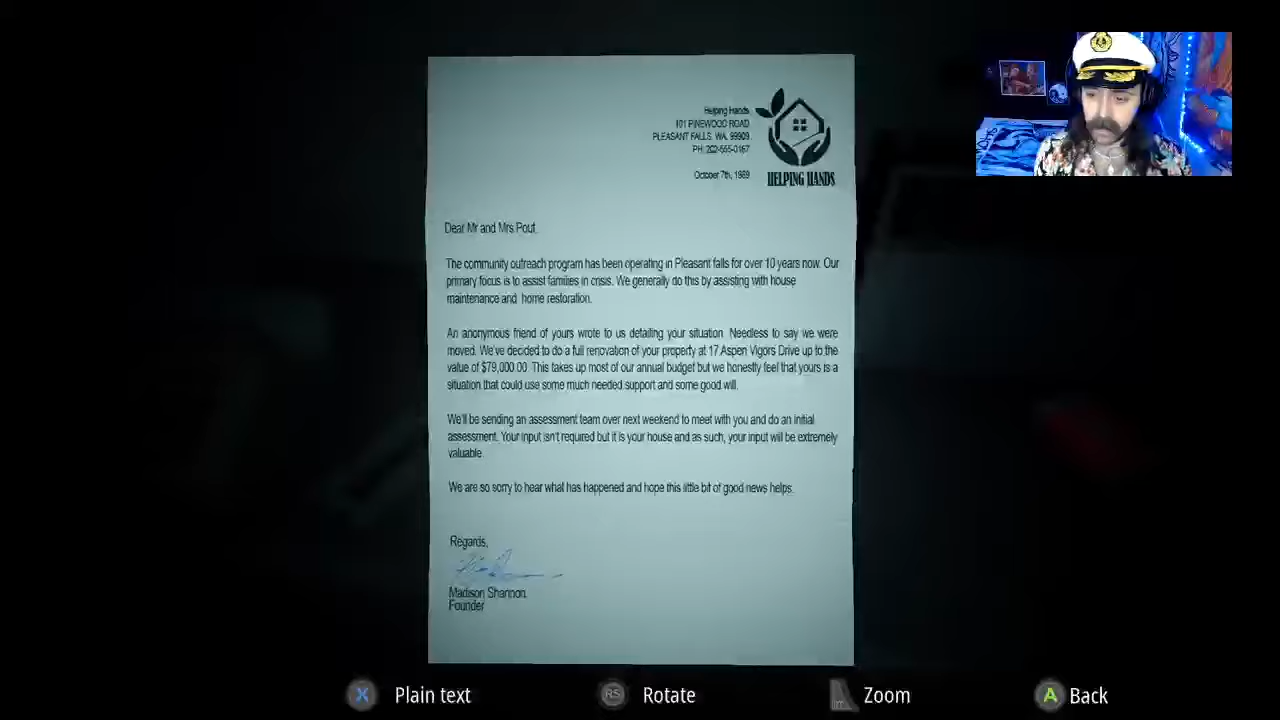 Helping Hands
101 PINEWOOD ROAD
PLEASANT FALLS, WA, 99909
PH: 202-555-0167
October 7th, 1989
HELPING HANDS
Dear Mr and Mrs Pout,
The community outreach program has been operating in Pleasant falls for over 10 years now. Our
primary focus is to assist families in crisis. We generally do this by assisting with house
maintenance and home restoration.
An anonymous friend of yours wrote to us detailing your situation. Needless to say we were
moved. We've decided to do a full renovation of your property at 17 Aspen Vigors Drive up to the
value of $79,000.00. This takes up most of our annual budget but we honestly feel that yours is a
situation that could use some much needed support and some good will.
We'll be sending an assessment team over next weekend to meet with you and do an initial
assessment. Your input isn't required but it is your house and as such, your input will be extremely
valuable.
We are so sorry to hear what has happened and hope this little bit of good news helps.
Regards,
Madison Shannon
Founder
X Plain text
RS Rotate
Zoom
A Back